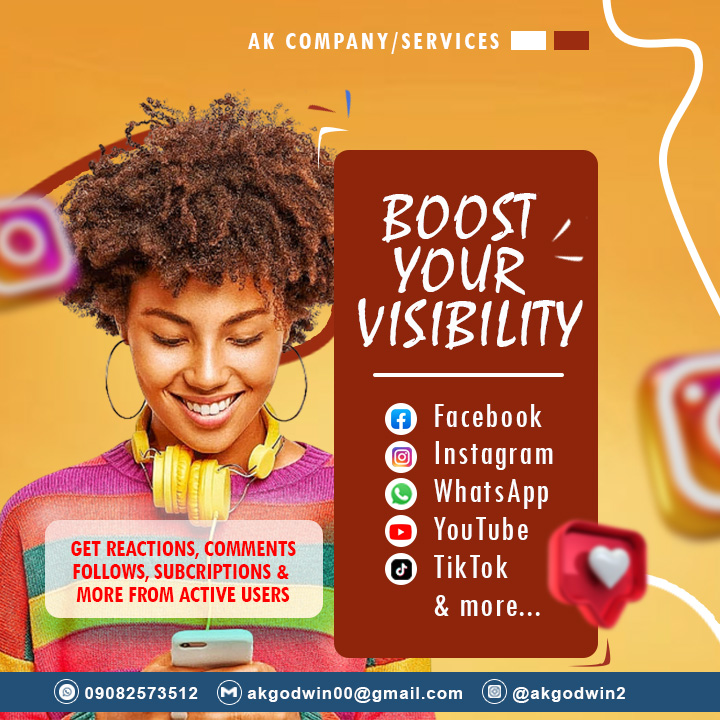 AK COMPANY/SERVICES
BOOST
YOUR
VISIBILITY
Facebook
Instagram
WhatsApp
YouTube
TikTok
& more...
GET REACTIONS, COMMENTS
FOLLOWS, SUBCRIPTIONS &
MORE FROM ACTIVE USERS
09082573512 akgodwin00@gmail.com @akgodwin2